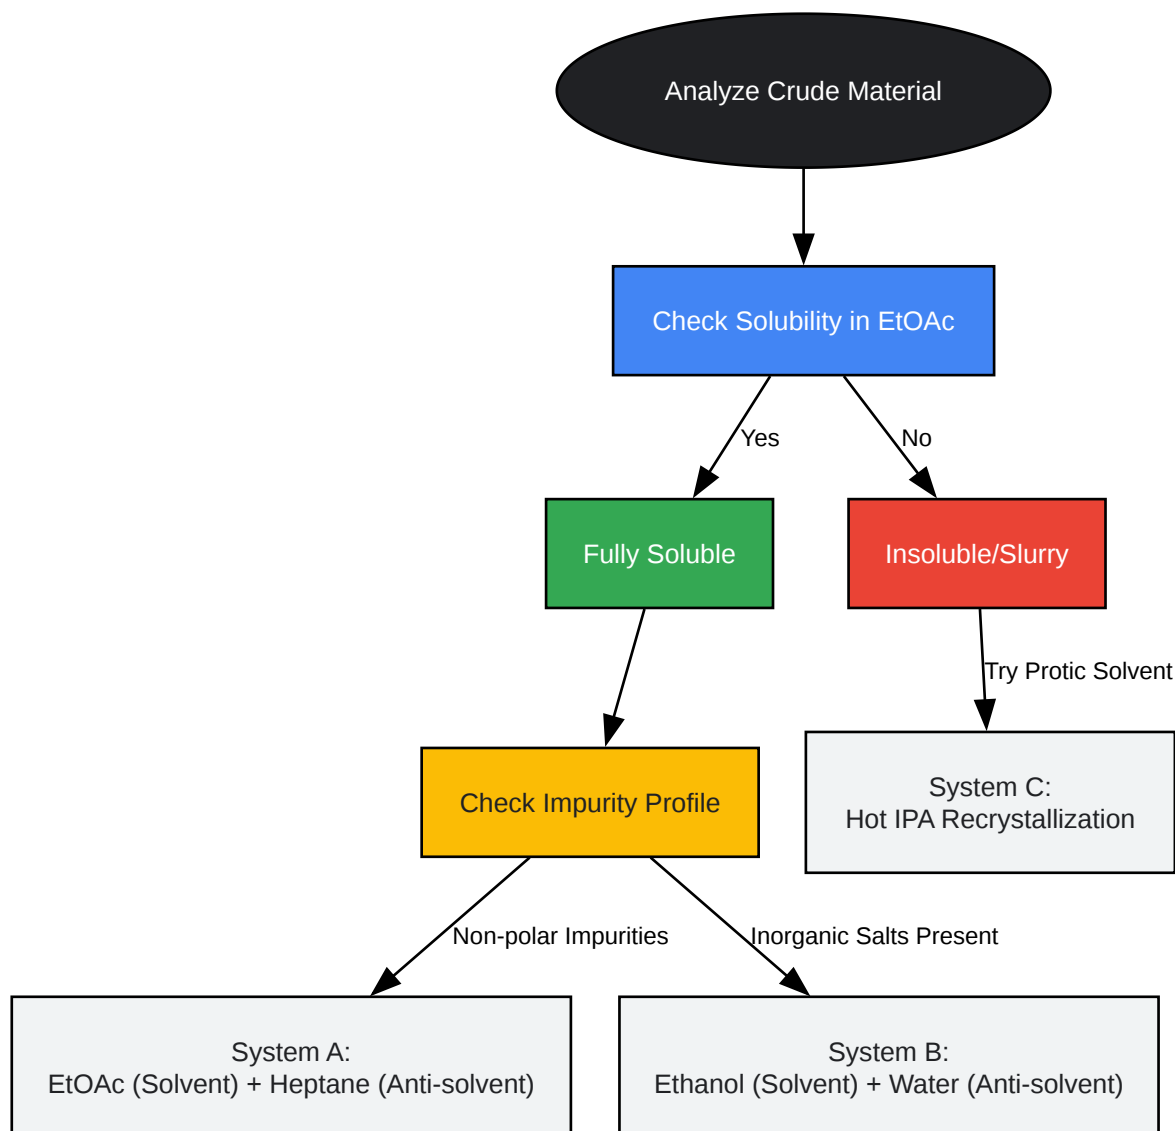 Analyze Crude Material
Check Solubility in EtOAc
Yes
No
Fully Soluble
Insoluble/Slurry
Try Protic Solvent
Check Impurity Profile
System C:
Hot IPA Recrystallization
Non-polar Impurities
Inorganic Salts Present
System A:
EtOAc (Solvent) + Heptane (Anti-solvent)
System B:
Ethanol (Solvent) + Water (Anti-solvent)